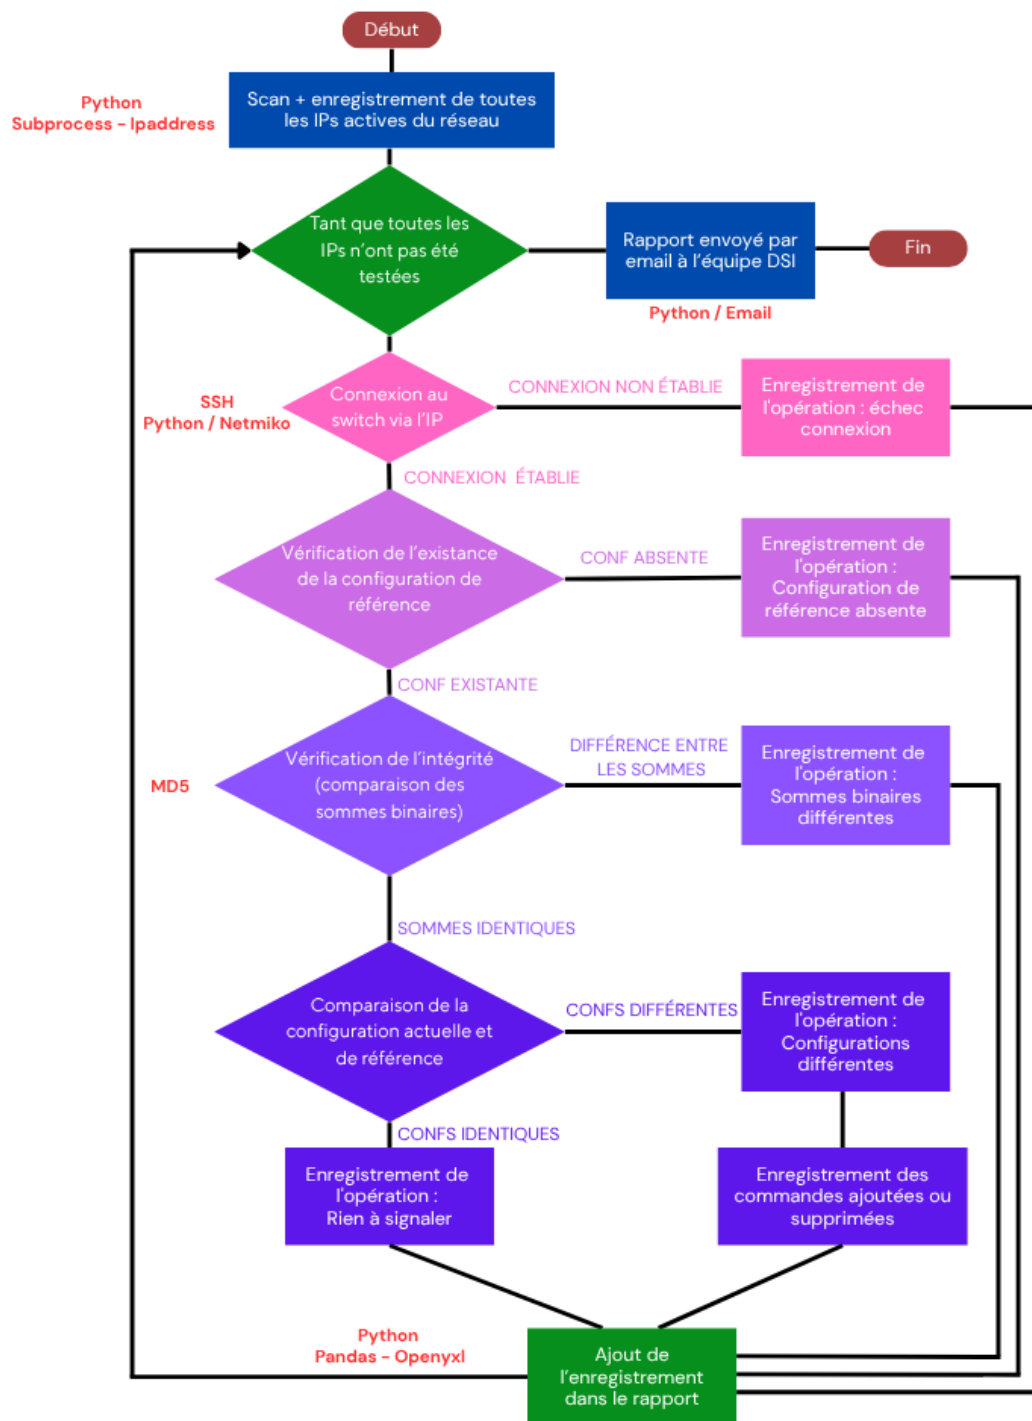 Début
Python
Subprocess - Ipaddress
Scan + enregistrement de toutes
les IPs actives du réseau
Tant que toutes les
IPs n'ont pas été
testées
Rapport envoyé par
email à l'équipe DSI
Fin
Python / Email
SSH
Python / Netmiko
Connexion au
switch via l'IP
CONNEXION NON ÉTABLIE
Enregistrement de
l'opération : échec
connexion
CONNEXION ÉTABLIE
Vérification de l'existance
de la configuration de
référence
CONF ABSENTE
Enregistrement de
l'opération :
Configuration de
référence absente
CONF EXISTANTE
MD5
Vérification de l'intégrité
(comparaison des
sommes binaires)
DIFFÉRENCE ENTRE
LES SOMMES
Enregistrement de
l'opération :
Sommes binaires
différentes
SOMMES IDENTIQUES
Comparaison de la
configuration actuelle et
de référence
CONFS DIFFÉRENTES
Enregistrement de
l'opération :
Configurations
différentes
CONFS IDENTIQUES
Enregistrement de
l'opération :
Rien à signaler
Enregistrement des
commandes ajoutées ou
supprimées
Python
Pandas - Openyxl
Ajout de
l'enregistrement
dans le rapport